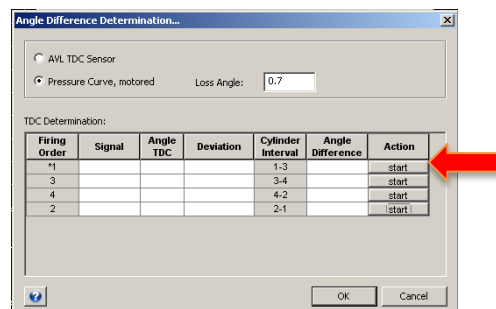 Angle Difference Determination...
AVL TDC Sensor
Pressure Curve, motored Loss Angle: 0.7
TDC Determination:
Firing Order Signal Angle TDC Deviation Cylinder Interval Angle Difference Action
*1 1-3 start
3 3-4 start
4 4-2 start
2 2-1 start
OK Cancel